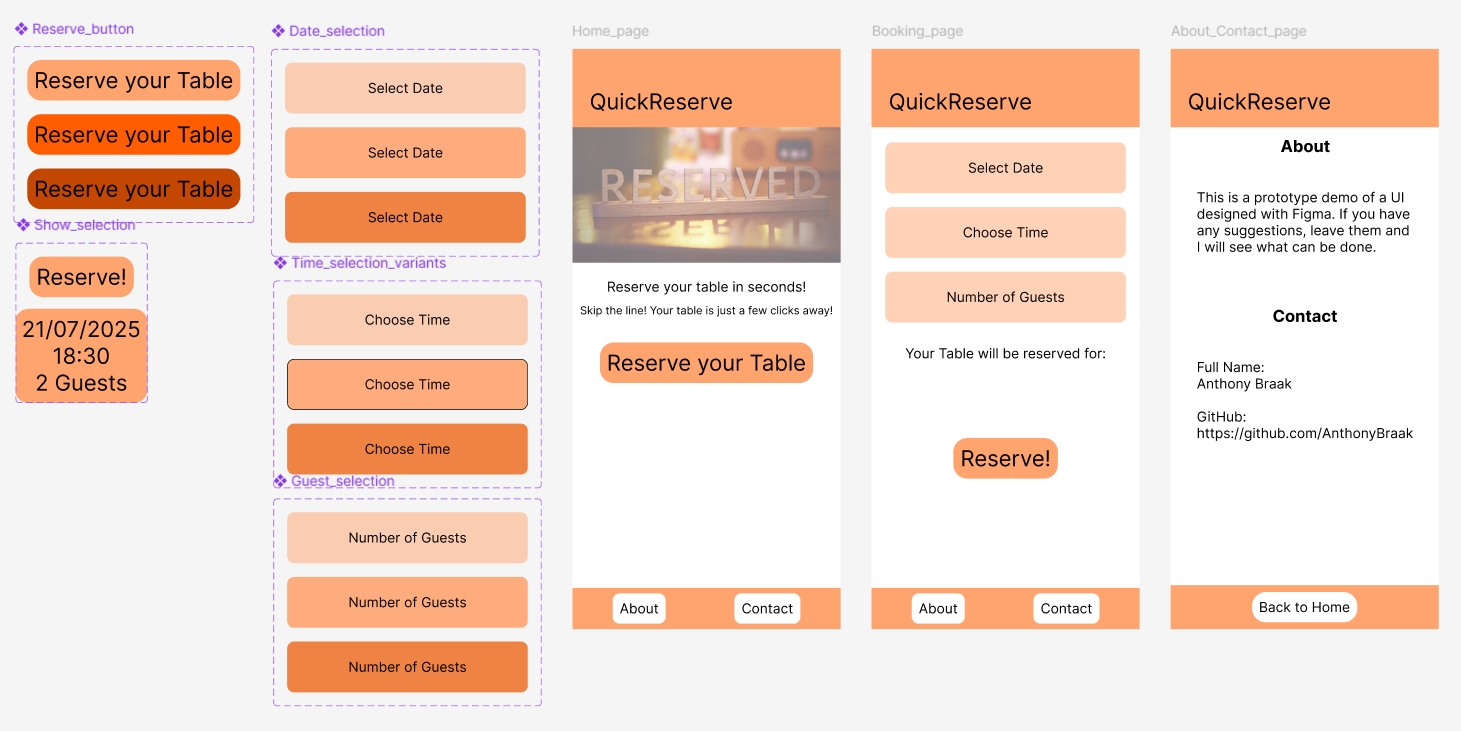 Reserve_button
Reserve your Table
Reserve your Table
Reserve your Table
Show_selection
Reserve!
21/07/2025
18:30
2 Guests
Date_selection
Select Date
Select Date
Select Date
Time_selection_variants
Choose Time
Choose Time
Choose Time
Guest_selection
Number of Guests
Number of Guests
Number of Guests
Home_page
QuickReserve
RESERVED
Reserve your table in seconds!
Skip the line! Your table is just a few clicks away!
Reserve your Table
About
Contact
Booking_page
QuickReserve
Select Date
Choose Time
Number of Guests
Your Table will be reserved for:
Reserve!
About
Contact
About_Contact_page
QuickReserve
About
This is a prototype demo of a UI
designed with Figma. If you have
any suggestions, leave them and
I will see what can be done.
Contact
Full Name:
Anthony Braak
GitHub:
https://github.com/AnthonyBraak
Back to Home